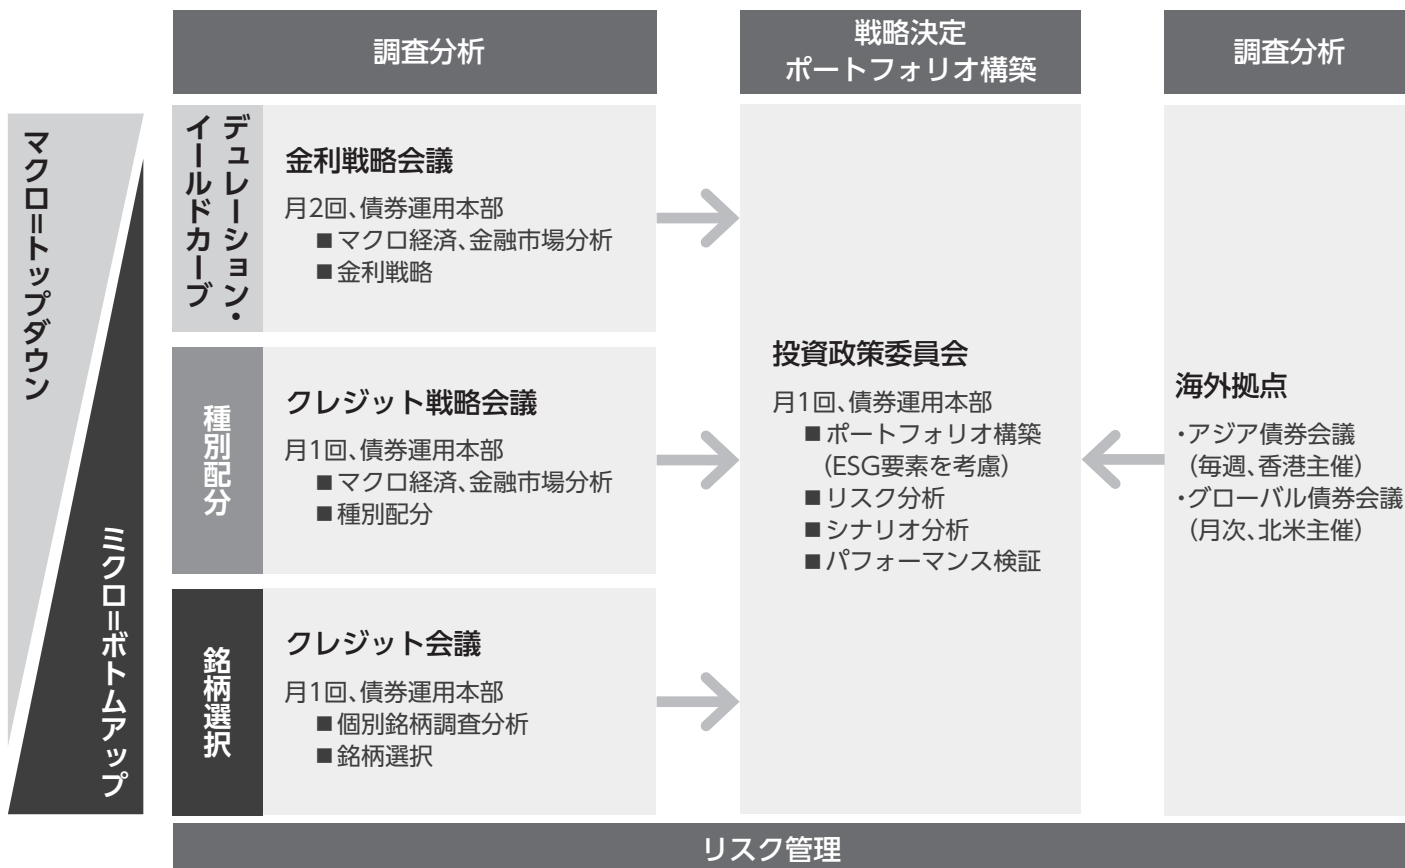 調査分析
戦略決定
ポートフォリオ構築
調査分析
マクロ＝トップダウン
ミクロ＝ボトムアップ
デュレーション・
イールドカーブ
金利戦略会議
月2回、債券運用本部
■マクロ経済、金融市場分析
■金利戦略
種別配分
クレジット戦略会議
月1回、債券運用本部
■マクロ経済、金融市場分析
■種別配分
銘柄選択
クレジット会議
月1回、債券運用本部
■個別銘柄調査分析
■銘柄選択
投資政策委員会
月1回、債券運用本部
■ポートフォリオ構築
（ESG要素を考慮）
■リスク分析
■シナリオ分析
■パフォーマンス検証
海外拠点
・アジア債券会議
（毎週、香港主催）
・グローバル債券会議
（月次、北米主催）
リスク管理